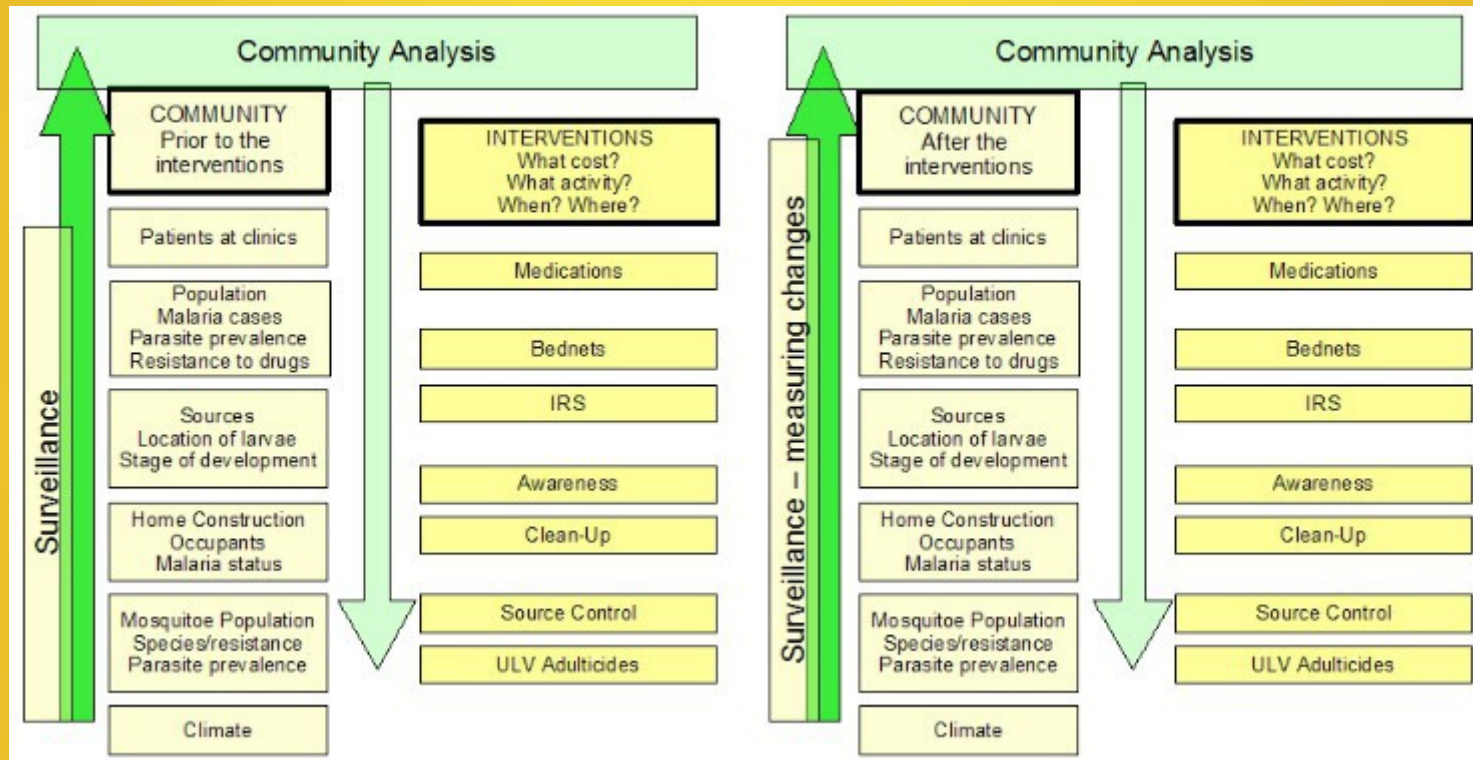 Community Analysis
Surveillance
COMMUNITY
Prior to the
interventions
Patients at clinics
Population
Malaria cases
Parasite prevalence
Resistance to drugs
Sources
Location of larvae
Stage of development
Home Construction
Occupants
Malaria status
Mosquitoe Population
Species/resistance
Parasite prevalence
Climate
INTERVENTIONS
What cost?
What activity?
When? Where?
Medications
Bednets
IRS
Awareness
Clean-Up
Source Control
ULV Adulticides
Community Analysis
Surveillance – measuring changes
COMMUNITY
After the
interventions
Patients at clinics
Population
Malaria cases
Parasite prevalence
Resistance to drugs
Sources
Location of larvae
Stage of development
Home Construction
Occupants
Malaria status
Mosquitoe Population
Species/resistance
Parasite prevalence
Climate
INTERVENTIONS
What cost?
What activity?
When? Where?
Medications
Bednets
IRS
Awareness
Clean-Up
Source Control
ULV Adulticides